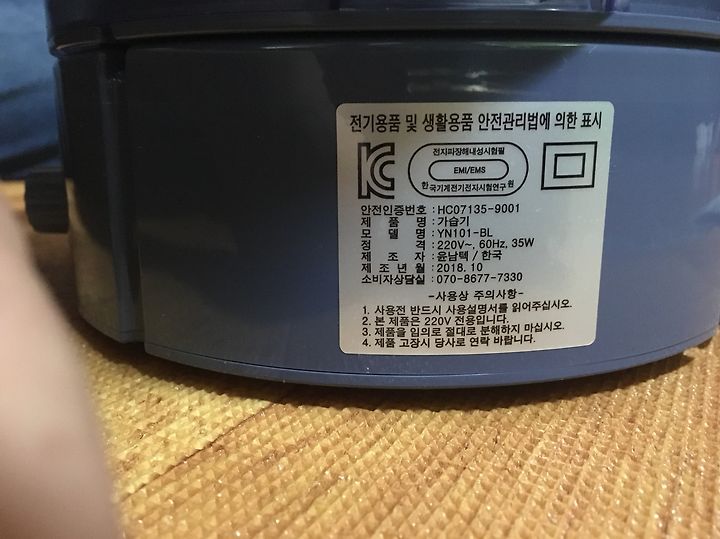 전기용품 및 생활용품 안전관리법에 의한 표시
KC
전자파장해내성시험필
EMI/EMS
한국기계전기전자시험연구원
안전인증번호 : HC07135-9001
제 품 명 : 가습기
모 델 명 : YN101-BL
정 격 : 220V~, 60Hz, 35W
제 조 자 : 윤남텍 / 한국
제 조 년 월 : 2018. 10
소비자상담실 : 070-8677-7330
-사용상 주의사항-
1. 사용전 반드시 사용설명서를 읽어주십시오.
2. 본 제품은 220V 전용입니다.
3. 제품을 임의로 절대로 분해하지 마십시오.
4. 제품 고장시 당사로 연락 바랍니다.